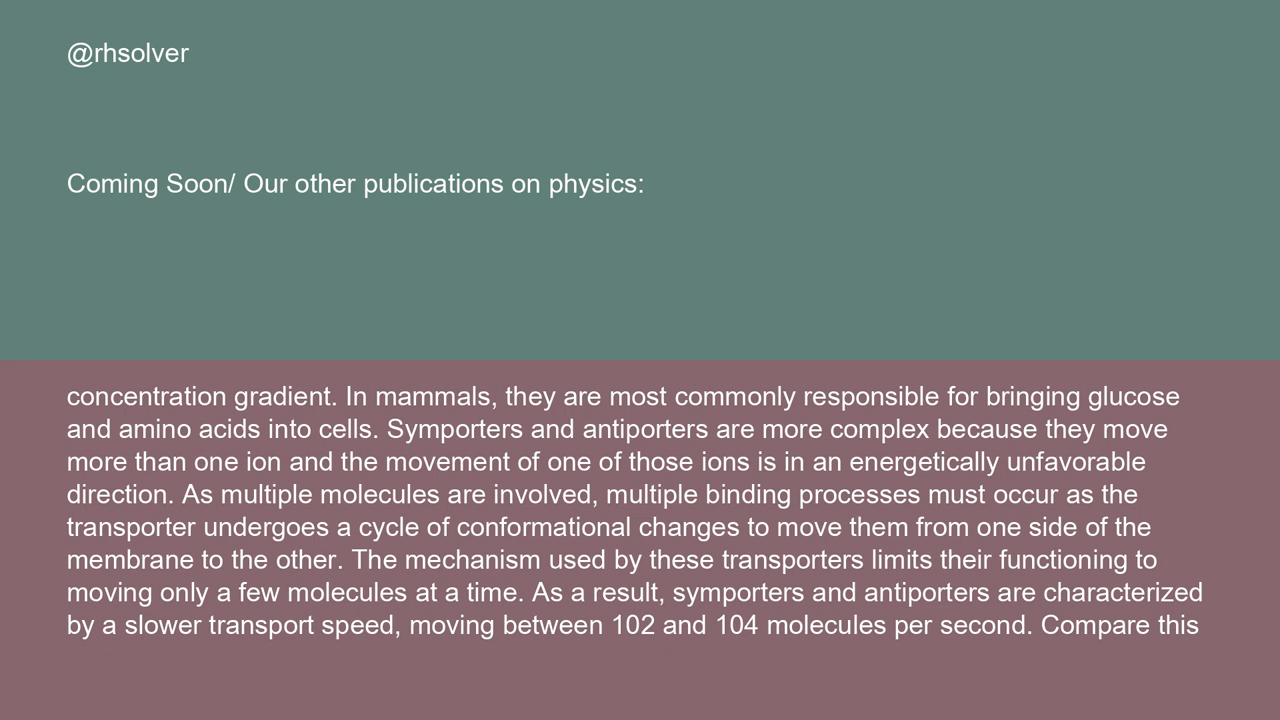 @rhsolver
Coming Soon/ Our other publications on physics:
concentration gradient. In mammals, they are most commonly responsible for bringing glucose
and amino acids into cells. Symporters and antiporters are more complex because they move
more than one ion and the movement of one of those ions is in an energetically unfavorable
direction. As multiple molecules are involved, multiple binding processes must occur as the
transporter undergoes a cycle of conformational changes to move them from one side of the
membrane to the other. The mechanism used by these transporters limits their functioning to
moving only a few molecules at a time. As a result, symporters and antiporters are characterized
by a slower transport speed, moving between 102 and 104 molecules per second. Compare this